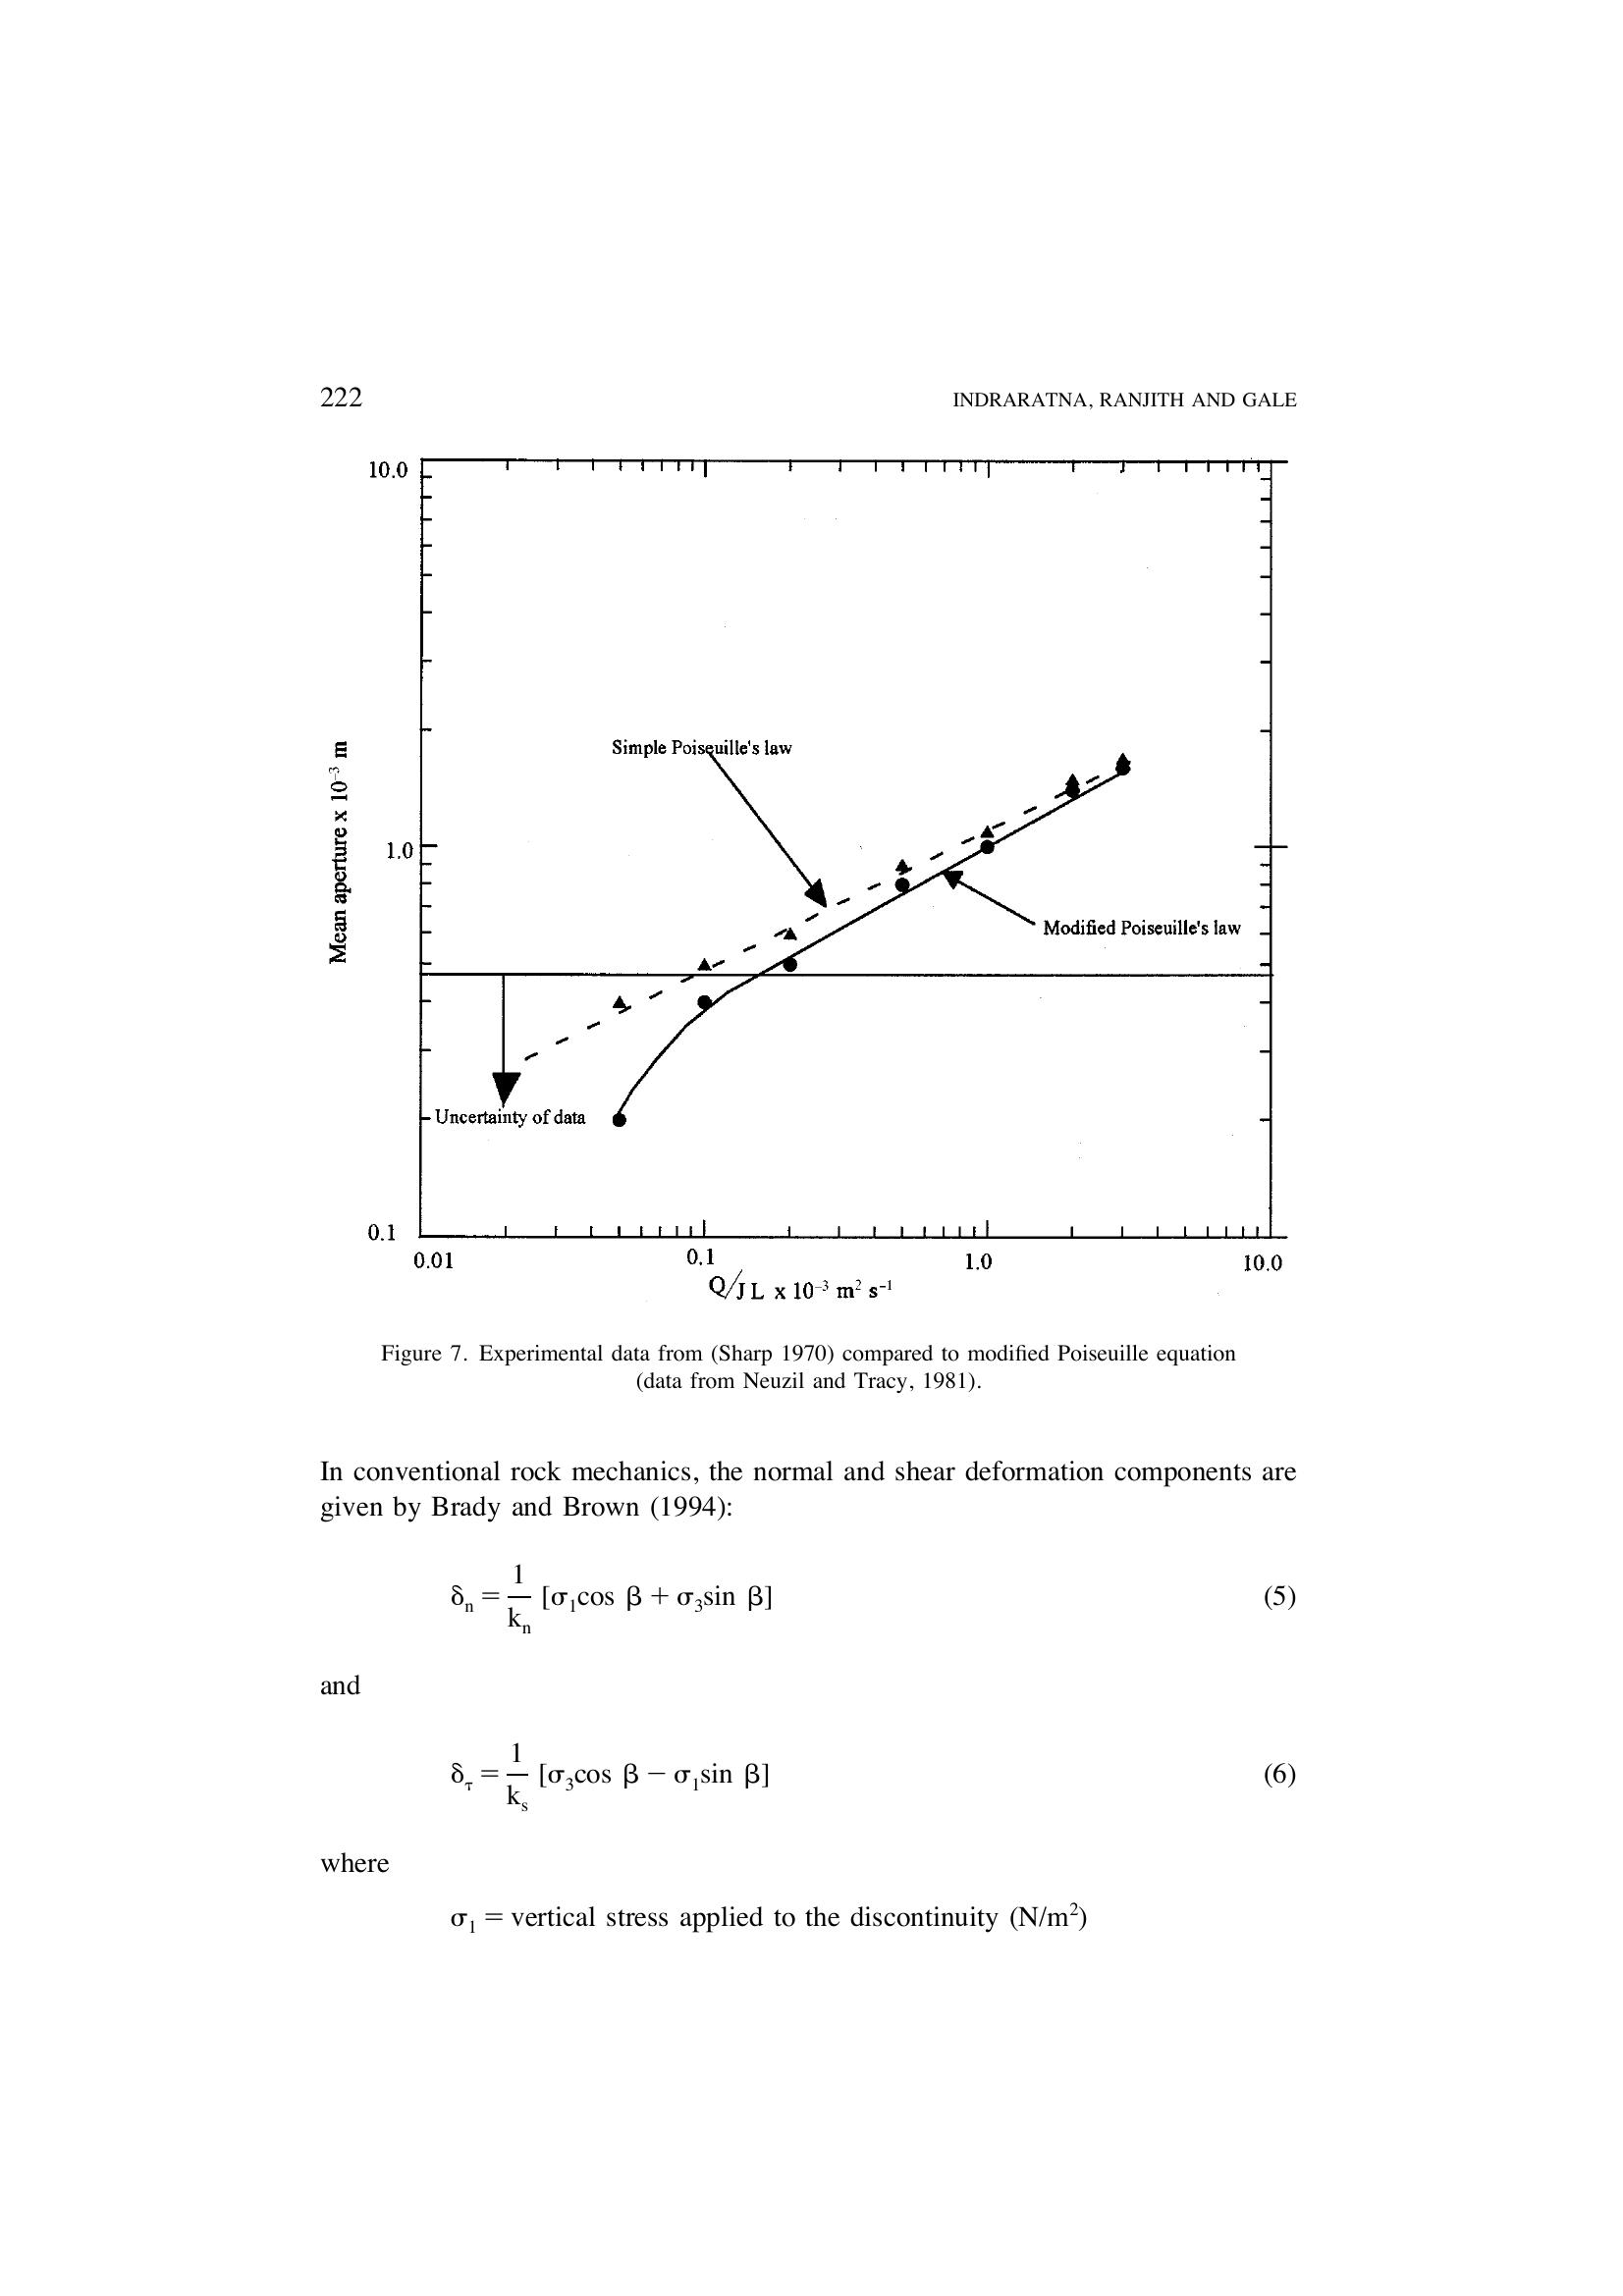 222
INDRARATNA, RANJITH AND GALE
10.0
Simple Poiseuille's law
Mean aperture x 10⁻³ m
1.0
Modified Poiseuille's law
Uncertainty of data
0.1
0.01
0.1
1.0
10.0
Q/J L x 10⁻³ m² s⁻¹
Figure 7. Experimental data from (Sharp 1970) compared to modified Poiseuille equation
(data from Neuzil and Tracy, 1981).
In conventional rock mechanics, the normal and shear deformation components are
given by Brady and Brown (1994):
δₙ = 1/kₙ [σ₁cos β + σ₃sin β] (5)
and
δ_τ = 1/kₛ [σ₃cos β − σ₁sin β] (6)
where
σ₁ = vertical stress applied to the discontinuity (N/m²)